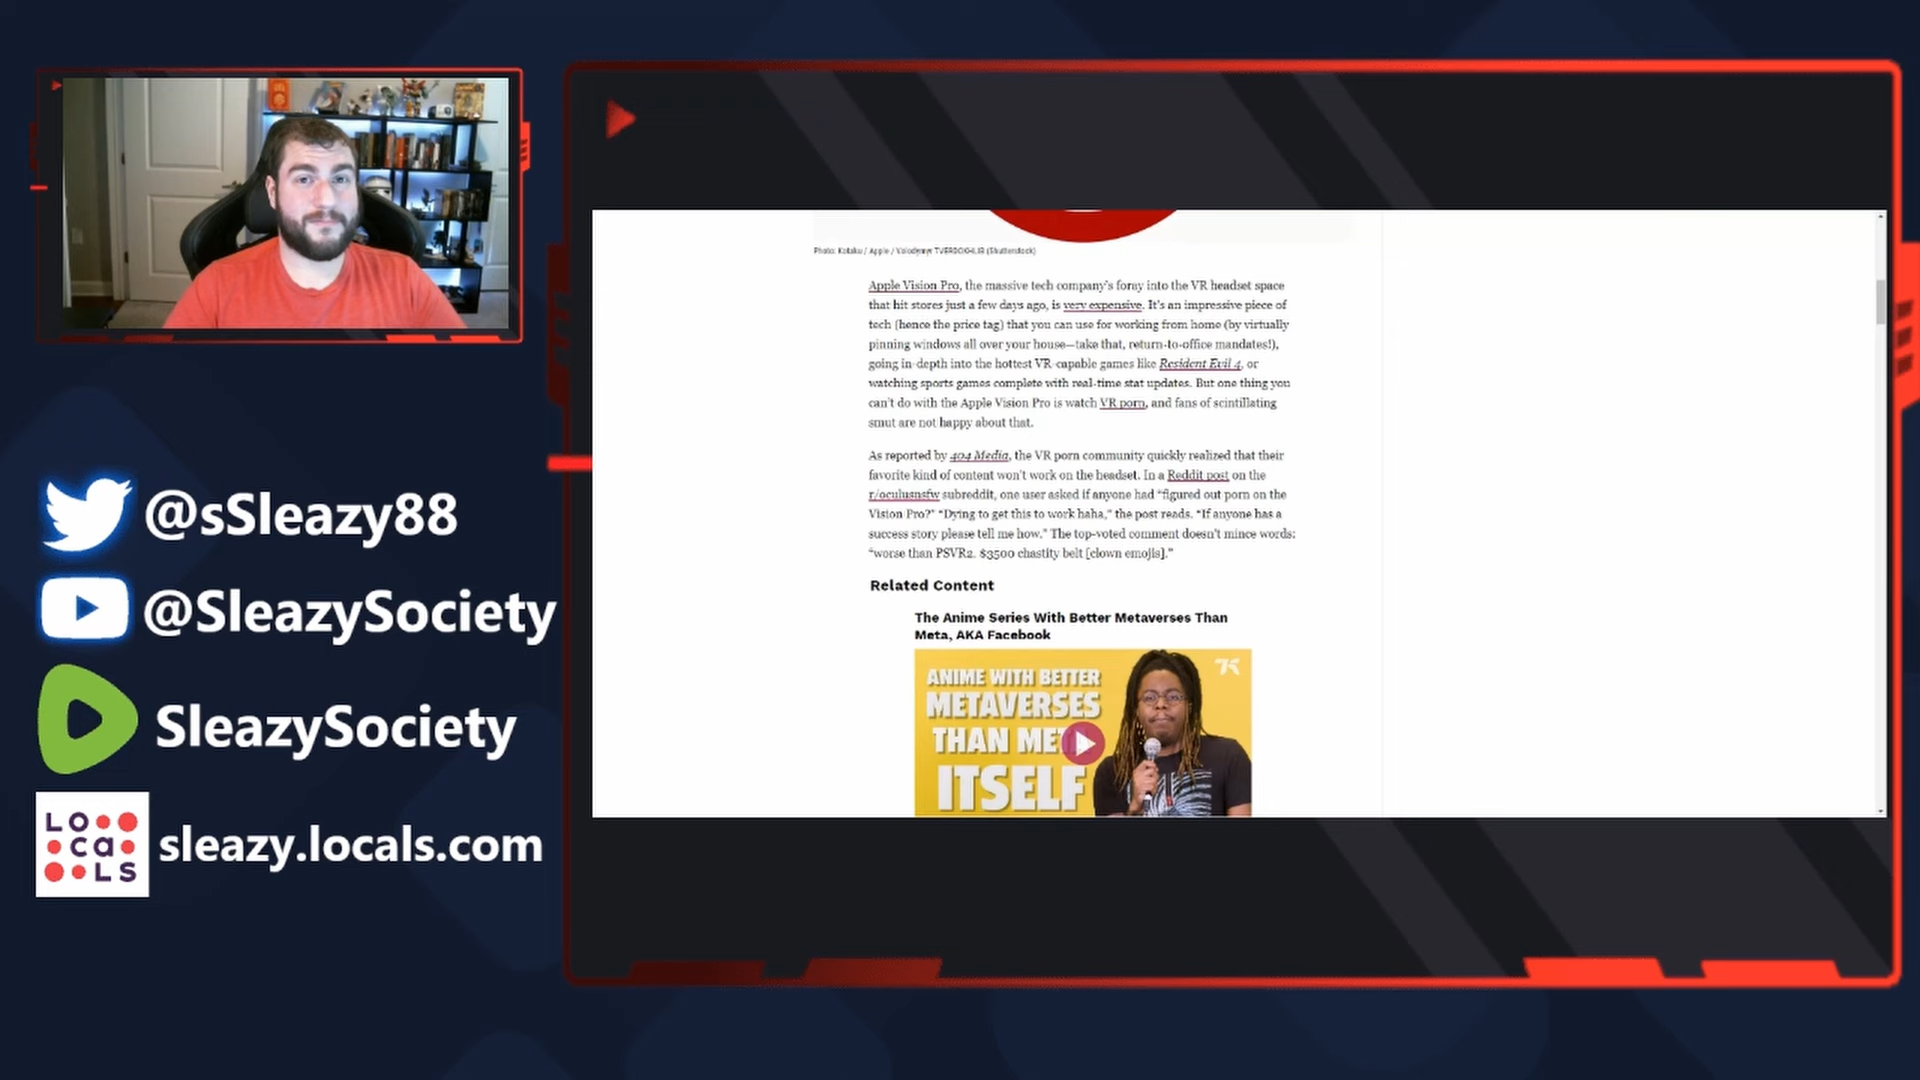 @sSleazy88
@SleazySociety
SleazySociety
LOcaLS
sleazy.locals.com
Photo: Kotaku / Apple / Volodymyr TVERDOKHLIB (Shutterstock)
Apple Vision Pro, the massive tech company's foray into the VR headset space
that hit stores just a few days ago, is very expensive. It's an impressive piece of
tech (hence the price tag) that you can use for working from home (by virtually
pinning windows all over your house—take that, return-to-office mandates!),
going in-depth into the hottest VR-capable games like Resident Evil 4, or
watching sports games complete with real-time stat updates. But one thing you
can't do with the Apple Vision Pro is watch VR porn, and fans of scintillating
smut are not happy about that.
As reported by 404 Media, the VR porn community quickly realized that their
favorite kind of content won't work on the headset. In a Reddit post on the
r/oculusnsfw subreddit, one user asked if anyone had "figured out porn on the
Vision Pro?" "Dying to get this to work haha," the post reads. "If anyone has a
success story please tell me how." The top-voted comment doesn't mince words:
"worse than PSVR2. $3500 chastity belt [clown emojis]."
Related Content
The Anime Series With Better Metaverses Than
Meta, AKA Facebook
ANIME WITH BETTER
METAVERSES
THAN ME
ITSELF